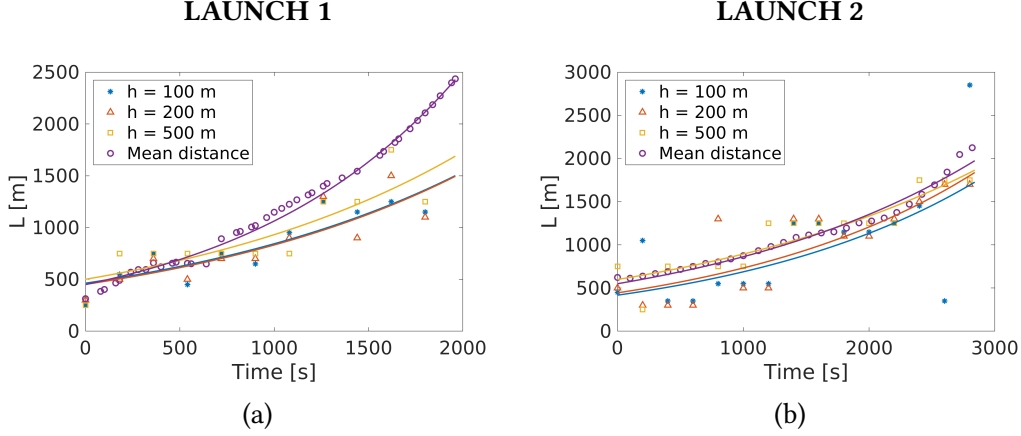 LAUNCH 1
LAUNCH 2
2500
2000
1500
1000
500
0
L [m]
h = 100 m
h = 200 m
h = 500 m
Mean distance
0
500
1000
1500
2000
Time [s]
(a)
3000
2500
2000
1500
1000
500
0
L [m]
h = 100 m
h = 200 m
h = 500 m
Mean distance
0
1000
2000
3000
Time [s]
(b)